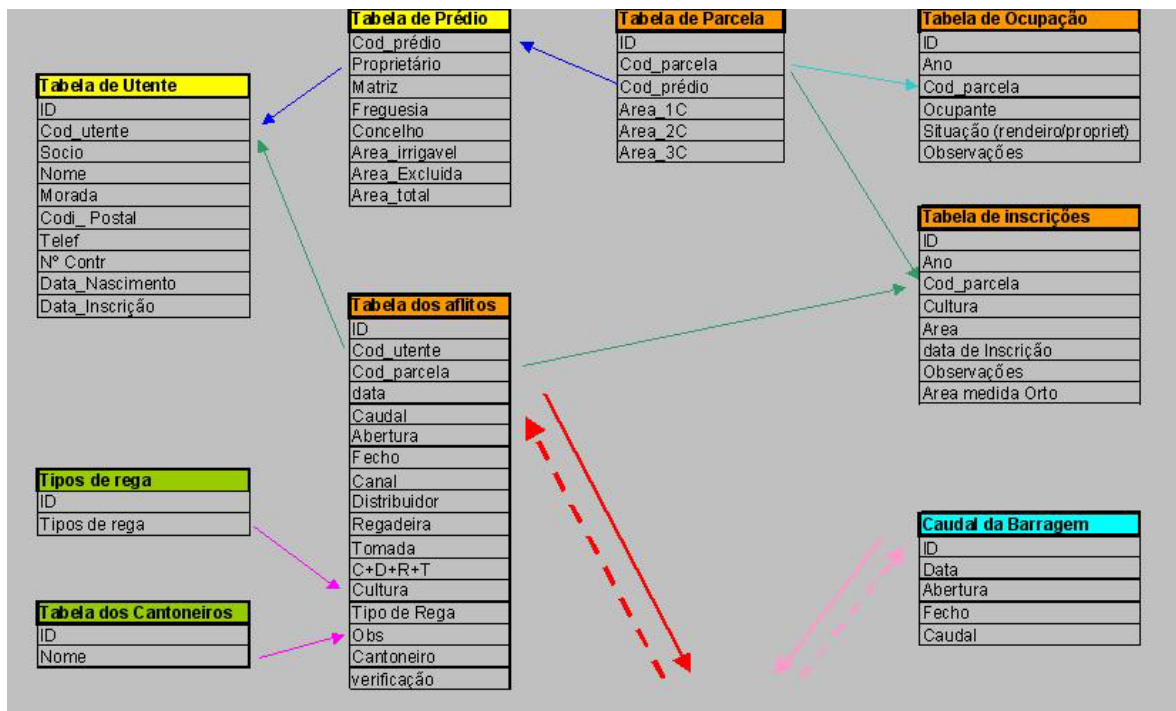 Tabela de Utente
ID
Cod_utente
Socio
Nome
Morada
Codi_ Postal
Telef
Nº Contr
Data_Nascimento
Data_Inscrição
Tabela de Prédio
Cod_prédio
Proprietário
Matriz
Freguesia
Concelho
Area_irrigavel
Area_Excluida
Area_total
Tabela de Parcela
ID
Cod_parcela
Cod_prédio
Area_1C
Area_2C
Area_3C
Tabela de Ocupação
ID
Ano
Cod_parcela
Ocupante
Situação (rendeiro/propriet)
Observações
Tabela de inscrições
ID
Ano
Cod_parcela
Cultura
Area
data de Inscrição
Observações
Area medida Orto
Tabela dos aflitos
ID
Cod_utente
Cod_parcela
data
Caudal
Abertura
Fecho
Canal
Distribuidor
Regadeira
Tomada
C+D+R+T
Cultura
Tipo de Rega
Obs
Cantoneiro
verificação
Tipos de rega
ID
Tipos de rega
Tabela dos Cantoneiros
ID
Nome
Caudal da Barragem
ID
Data
Abertura
Fecho
Caudal